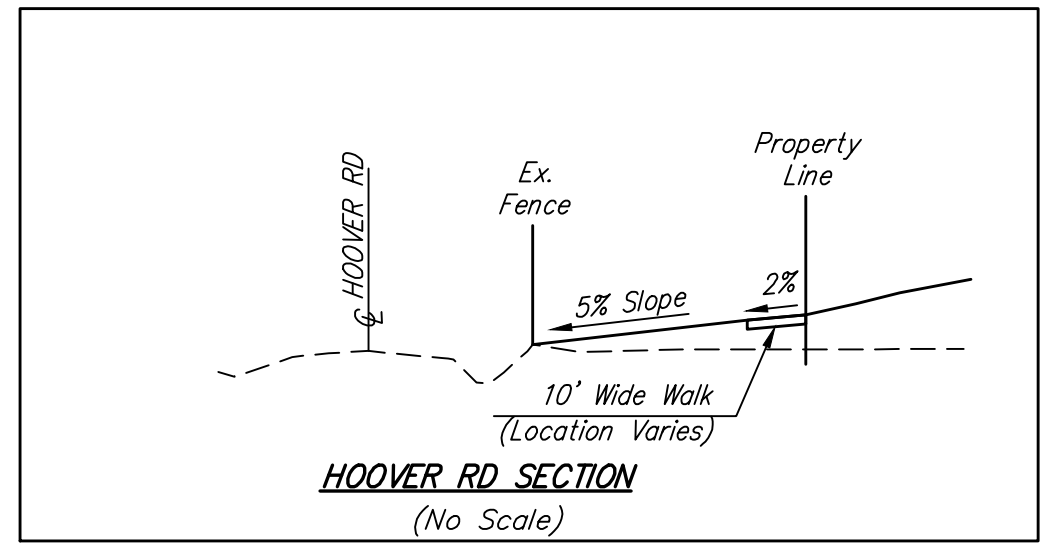 Property
Line
Ex.
Fence
℄ HOOVER RD
2%
5% Slope
10' Wide Walk
(Location Varies)
HOOVER RD SECTION
(No Scale)